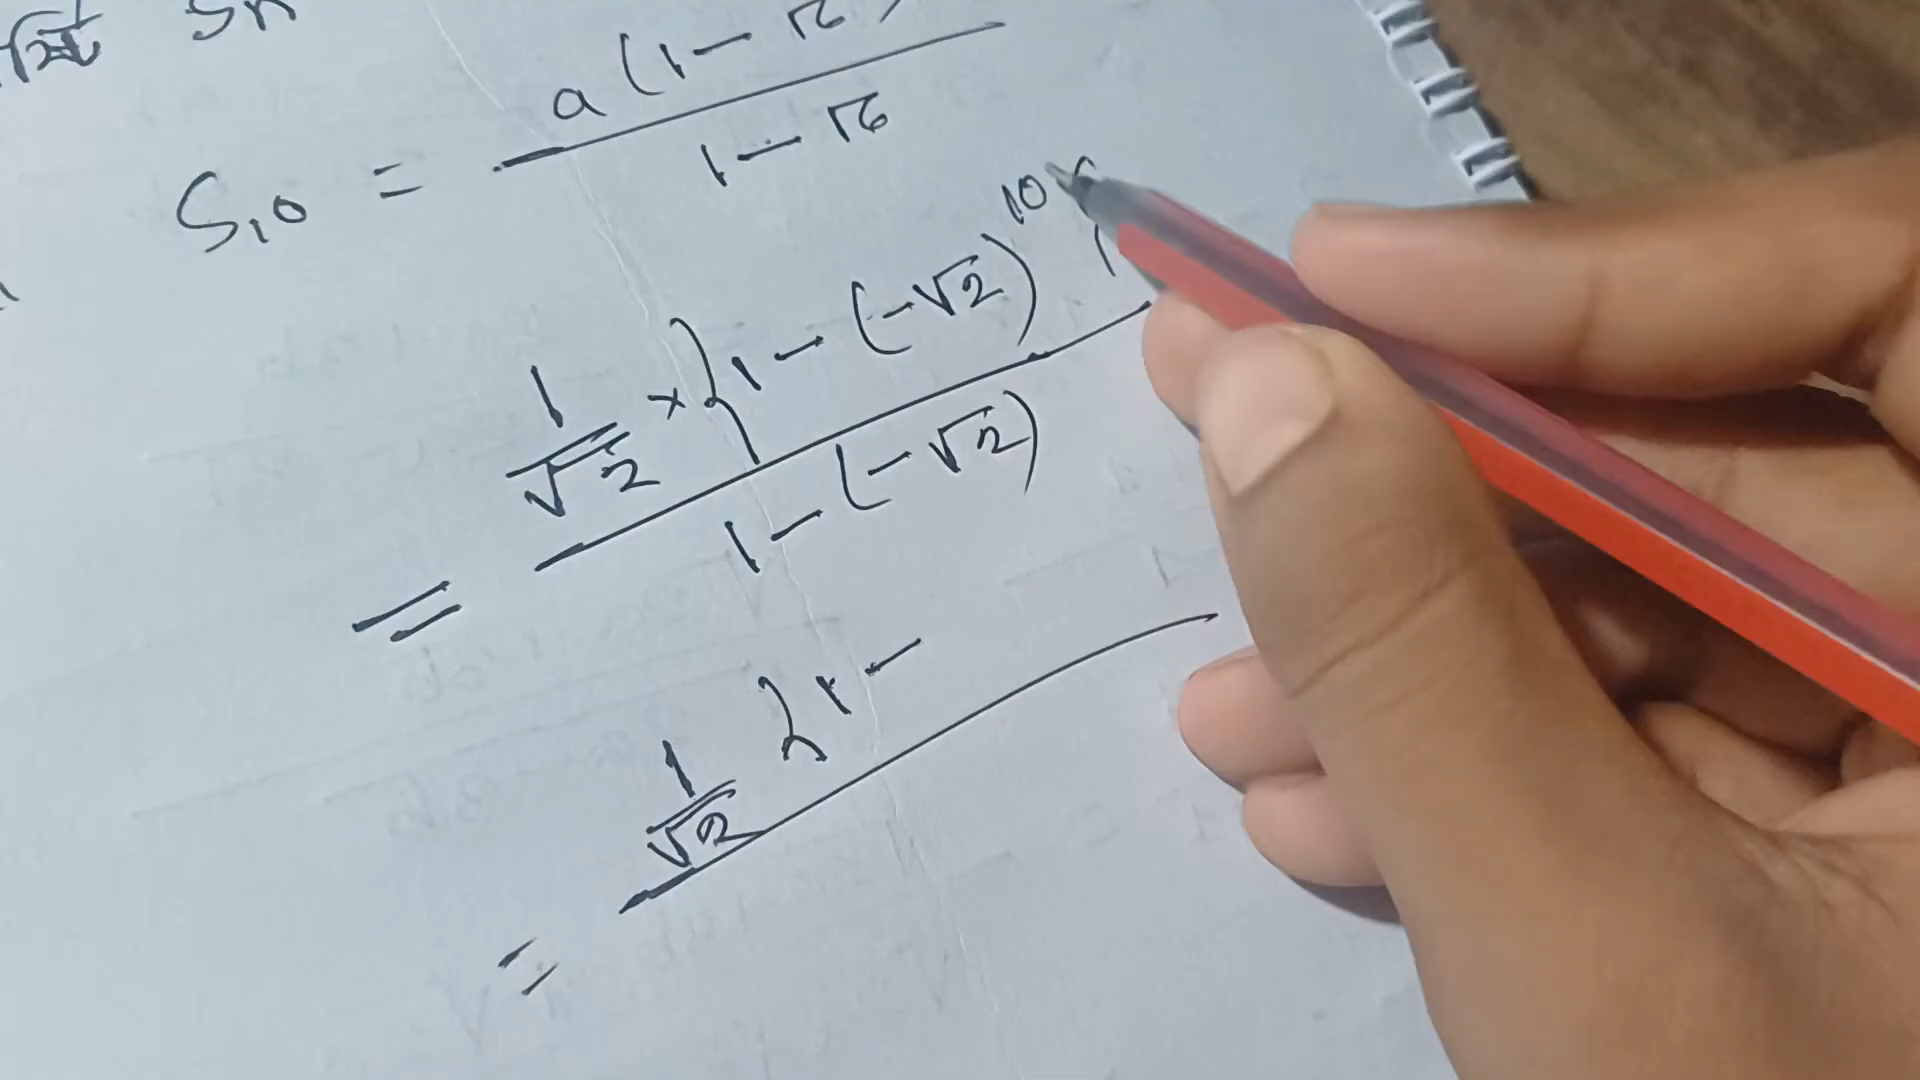 Sn
a(1-র)
S₁₀ = ———
1-র
= 1/√2 × {1-(-√2)¹⁰} / 1-(-√2)
= 1/√2 {1-